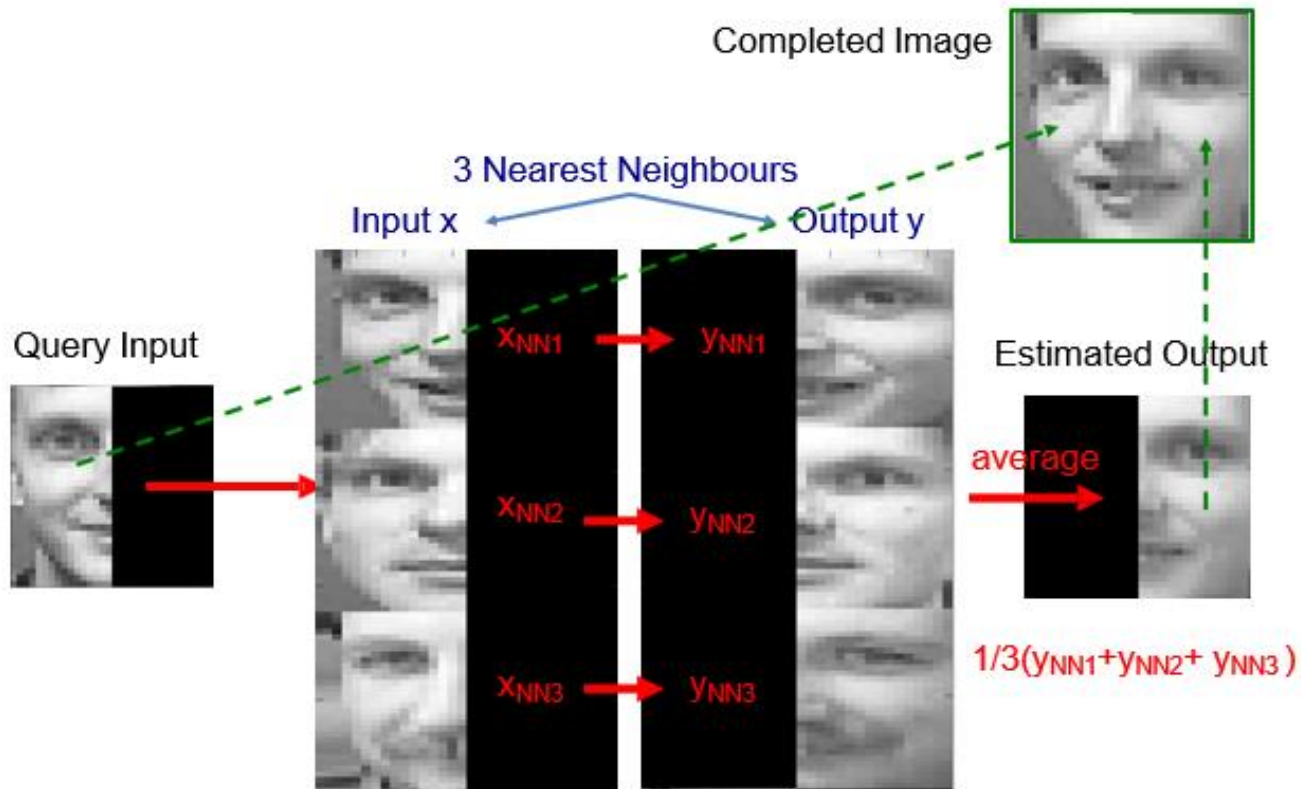 Completed Image
3 Nearest Neighbours
Input x
Output y
Query Input
xNN1
yNN1
Estimated Output
average
xNN2
yNN2
1/3(yNN1+yNN2+ yNN3 )
xNN3
yNN3